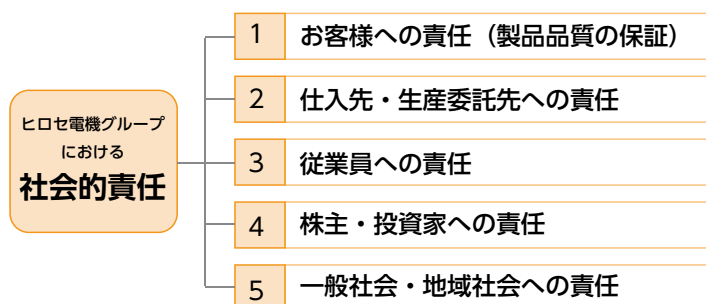 ヒロセ電機グループ
における
社会的責任
1 お客様への責任（製品品質の保証）
2 仕入先・生産委託先への責任
3 従業員への責任
4 株主・投資家への責任
5 一般社会・地域社会への責任